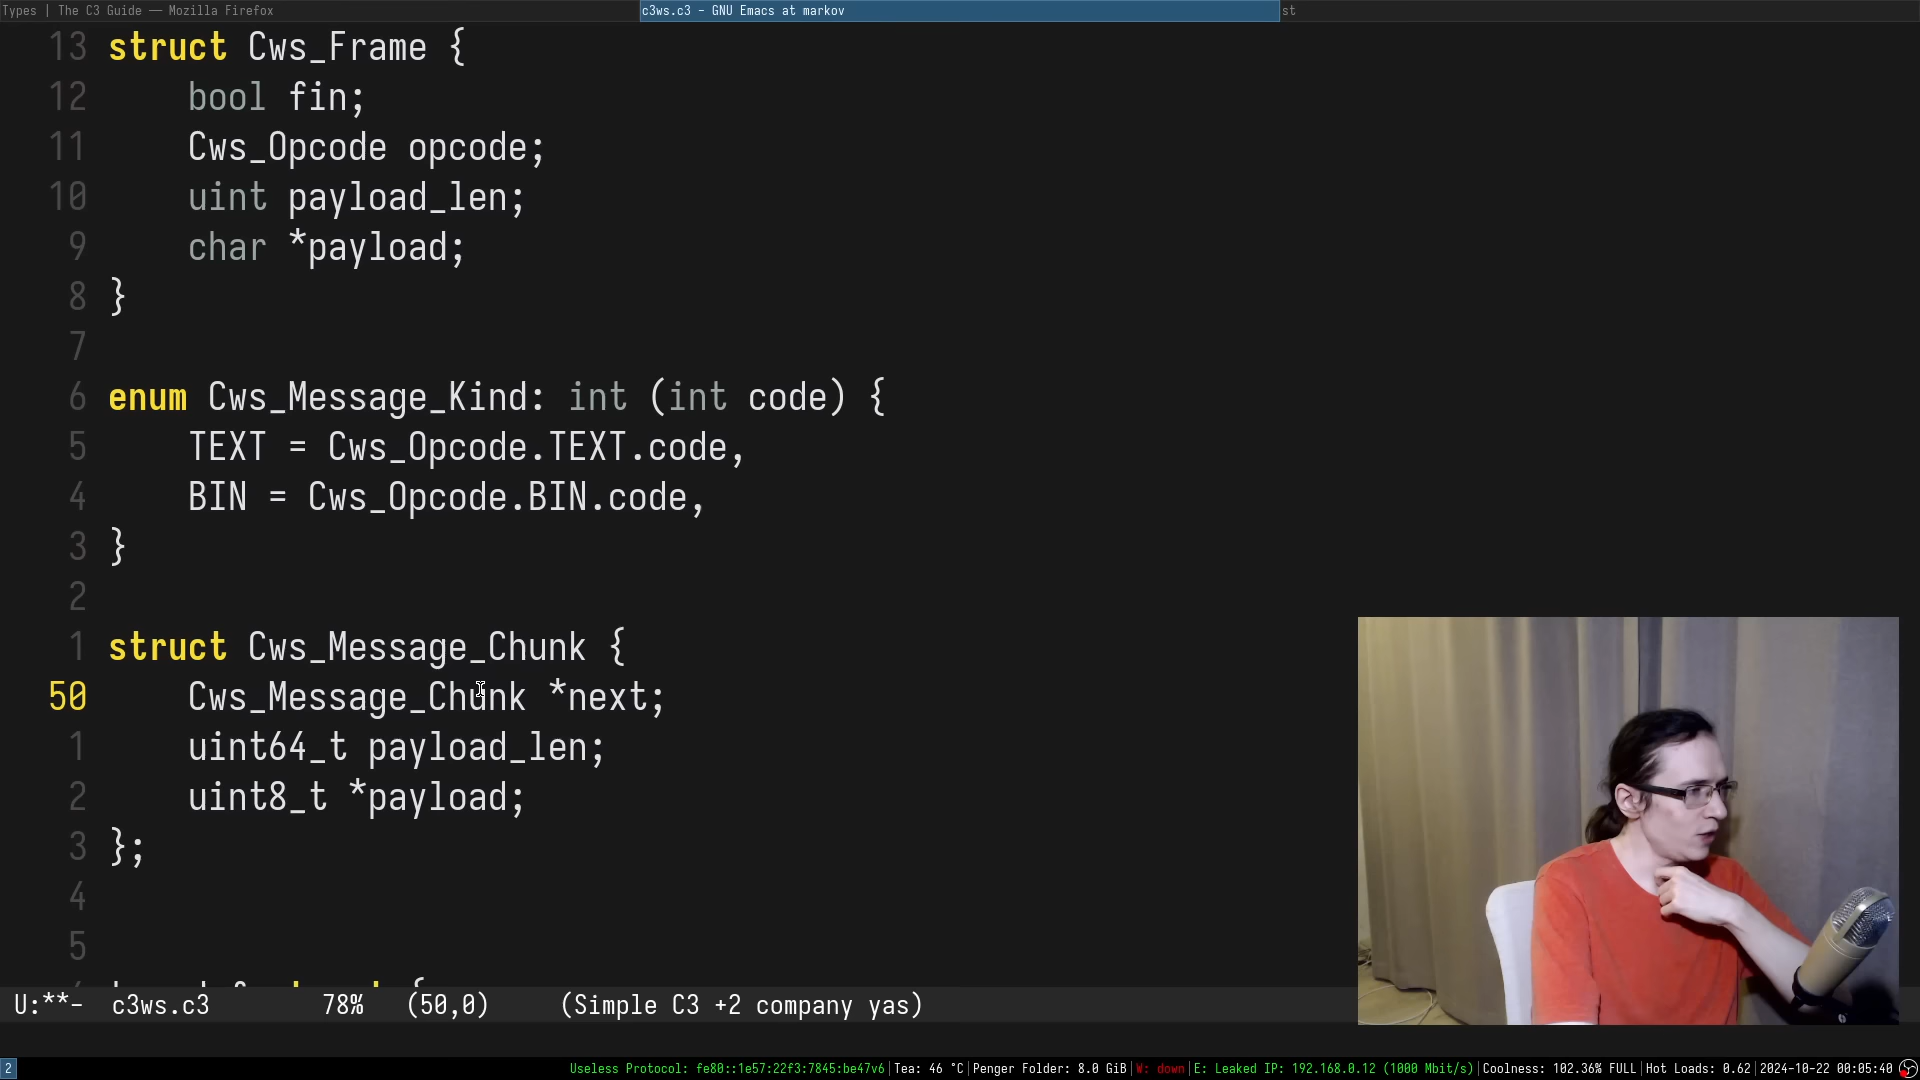 Types | The C3 Guide — Mozilla Firefox
c3ws.c3 - GNU Emacs at markov
st
13 struct Cws_Frame {
12 bool fin;
11 Cws_Opcode opcode;
10 uint payload_len;
9 char *payload;
8 }
7
6 enum Cws_Message_Kind: int (int code) {
5 TEXT = Cws_Opcode.TEXT.code,
4 BIN = Cws_Opcode.BIN.code,
3 }
2
1 struct Cws_Message_Chunk {
50 Cws_Message_Chunk *next;
1 uint64_t payload_len;
2 uint8_t *payload;
3 };
4
5
U:**- c3ws.c3 78% (50,0) (Simple C3 +2 company yas)
2 Useless Protocol: fe80::1e57:22f3:7845:be47v6|Tea: 46 °C|Penger Folder: 8.0 GiB|W: down|E: Leaked IP: 192.168.0.12 (1000 Mbit/s)|Coolness: 102.36% FULL|Hot Loads: 0.62|2024-10-22 00:05:40